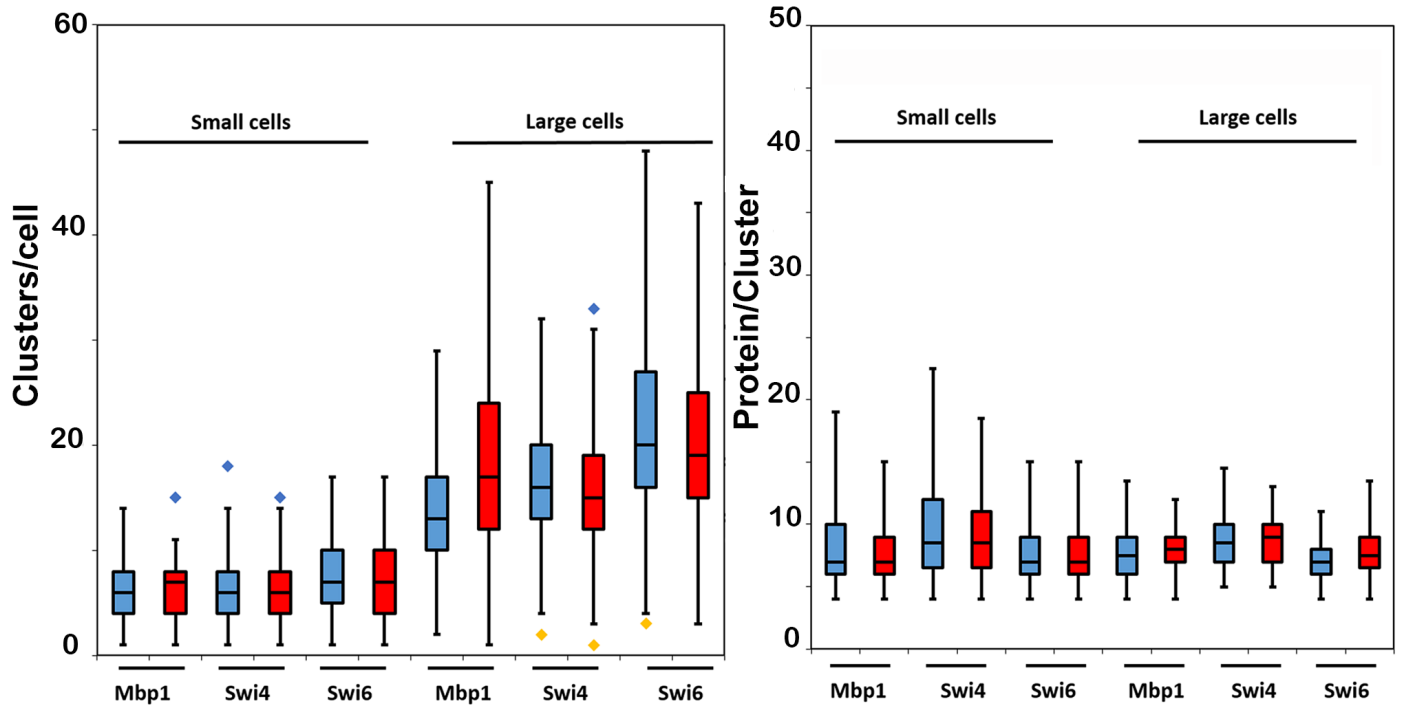 Clusters/cell
60
40
20
0
Small cells
Large cells
Mbp1
Swi4
Swi6
Mbp1
Swi4
Swi6
Protein/Cluster
50
40
30
20
10
0
Small cells
Large cells
Mbp1
Swi4
Swi6
Mbp1
Swi4
Swi6